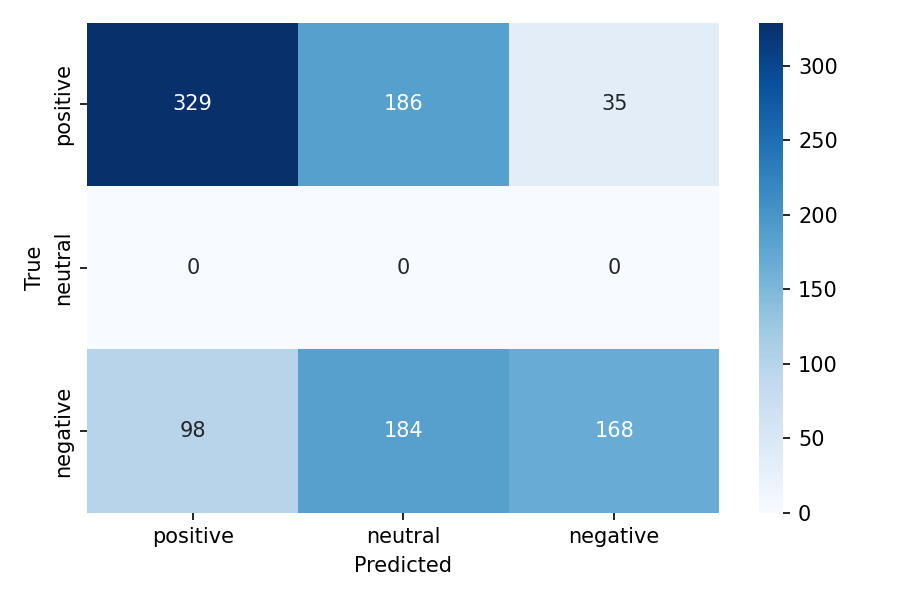 329 186 35
0 0 0
98 184 168
positive
neutral
negative
True
positive neutral negative
Predicted
300
250
200
150
100
50
0